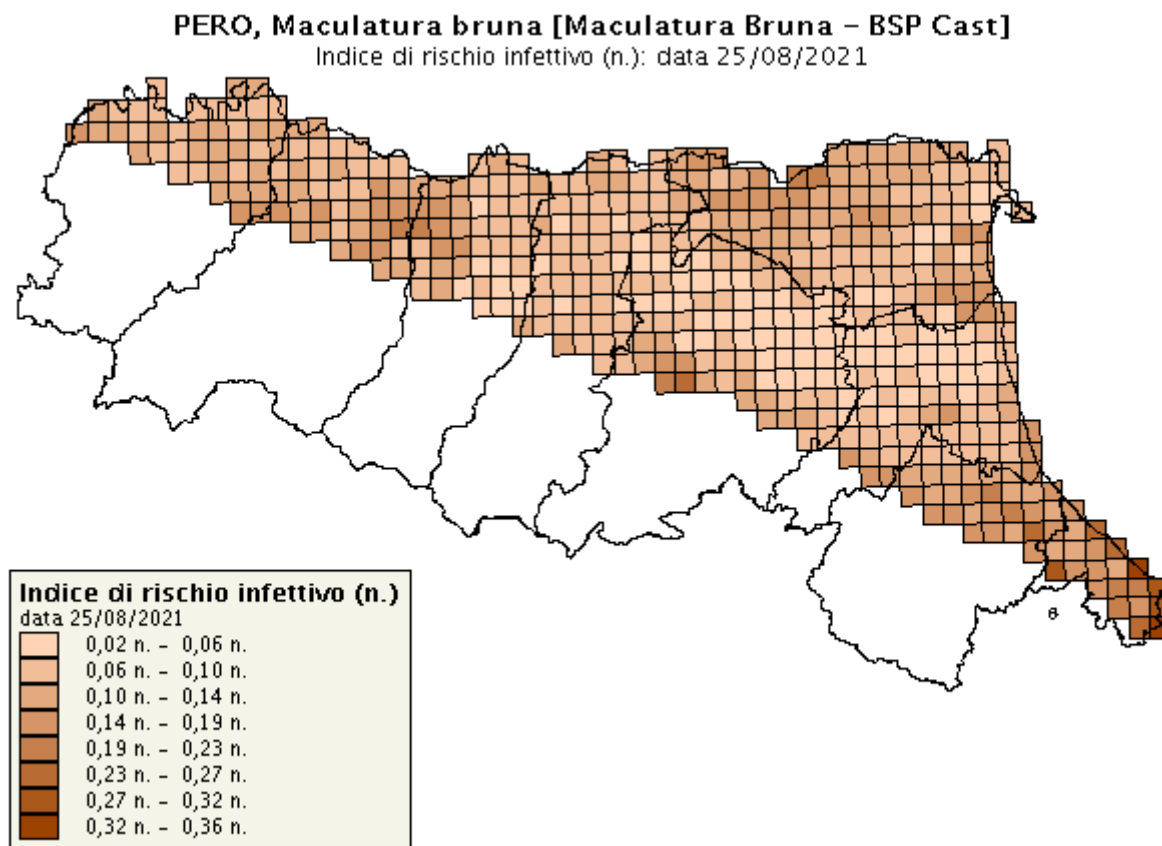 PERO, Maculatura bruna [Maculatura Bruna – BSP Cast]
Indice di rischio infettivo (n.): data 25/08/2021
Indice di rischio infettivo (n.)
data 25/08/2021
0,02 n. – 0,06 n.
0,06 n. – 0,10 n.
0,10 n. – 0,14 n.
0,14 n. – 0,19 n.
0,19 n. – 0,23 n.
0,23 n. – 0,27 n.
0,27 n. – 0,32 n.
0,32 n. – 0,36 n.